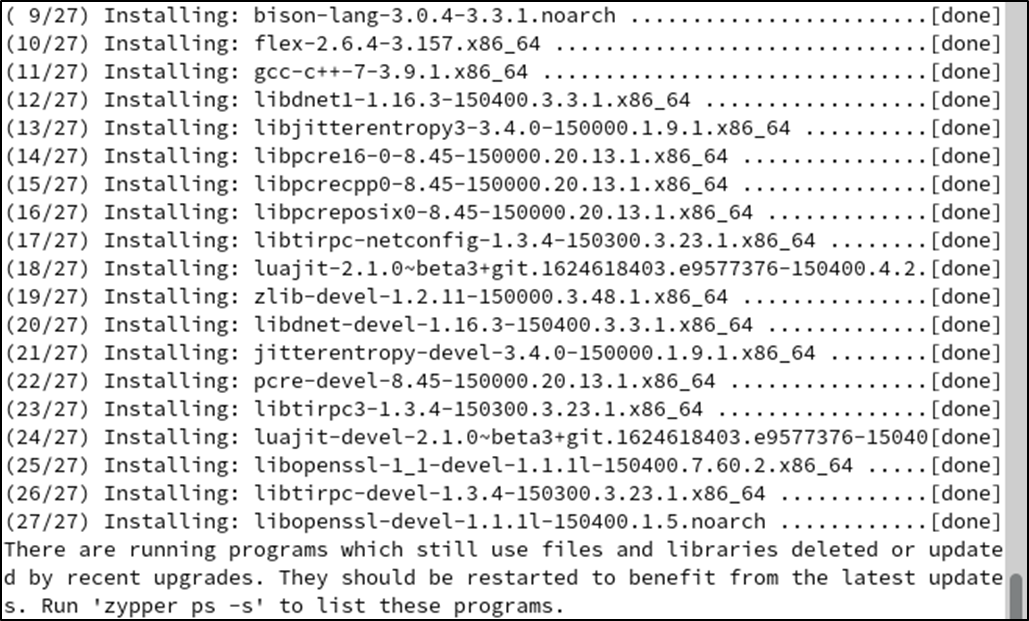 ( 9/27) Installing: bison-lang-3.0.4-3.3.1.noarch ........................[done]
(10/27) Installing: flex-2.6.4-3.157.x86_64 ..............................[done]
(11/27) Installing: gcc-c++-7-3.9.1.x86_64 ...............................[done]
(12/27) Installing: libdnet1-1.16.3-150400.3.3.1.x86_64 ..................[done]
(13/27) Installing: libjitterentropy3-3.4.0-150000.1.9.1.x86_64 ..........[done]
(14/27) Installing: libpcre16-0-8.45-150000.20.13.1.x86_64 ...............[done]
(15/27) Installing: libpcrecpp0-8.45-150000.20.13.1.x86_64 ...............[done]
(16/27) Installing: libpcreposix0-8.45-150000.20.13.1.x86_64 .............[done]
(17/27) Installing: libtirpc-netconfig-1.3.4-150300.3.23.1.x86_64 ........[done]
(18/27) Installing: luajit-2.1.0~beta3+git.1624618403.e9577376-150400.4.2.[done]
(19/27) Installing: zlib-devel-1.2.11-150000.3.48.1.x86_64 ...............[done]
(20/27) Installing: libdnet-devel-1.16.3-150400.3.3.1.x86_64 .............[done]
(21/27) Installing: jitterentropy-devel-3.4.0-150000.1.9.1.x86_64 ........[done]
(22/27) Installing: pcre-devel-8.45-150000.20.13.1.x86_64 ................[done]
(23/27) Installing: libtirpc3-1.3.4-150300.3.23.1.x86_64 .................[done]
(24/27) Installing: luajit-devel-2.1.0~beta3+git.1624618403.e9577376-15040[done]
(25/27) Installing: libopenssl-1_1-devel-1.1.1l-150400.7.60.2.x86_64 .....[done]
(26/27) Installing: libtirpc-devel-1.3.4-150300.3.23.1.x86_64 ............[done]
(27/27) Installing: libopenssl-devel-1.1.1l-150400.1.5.noarch ............[done]
There are running programs which still use files and libraries deleted or update
d by recent upgrades. They should be restarted to benefit from the latest update
s. Run 'zypper ps -s' to list these programs.